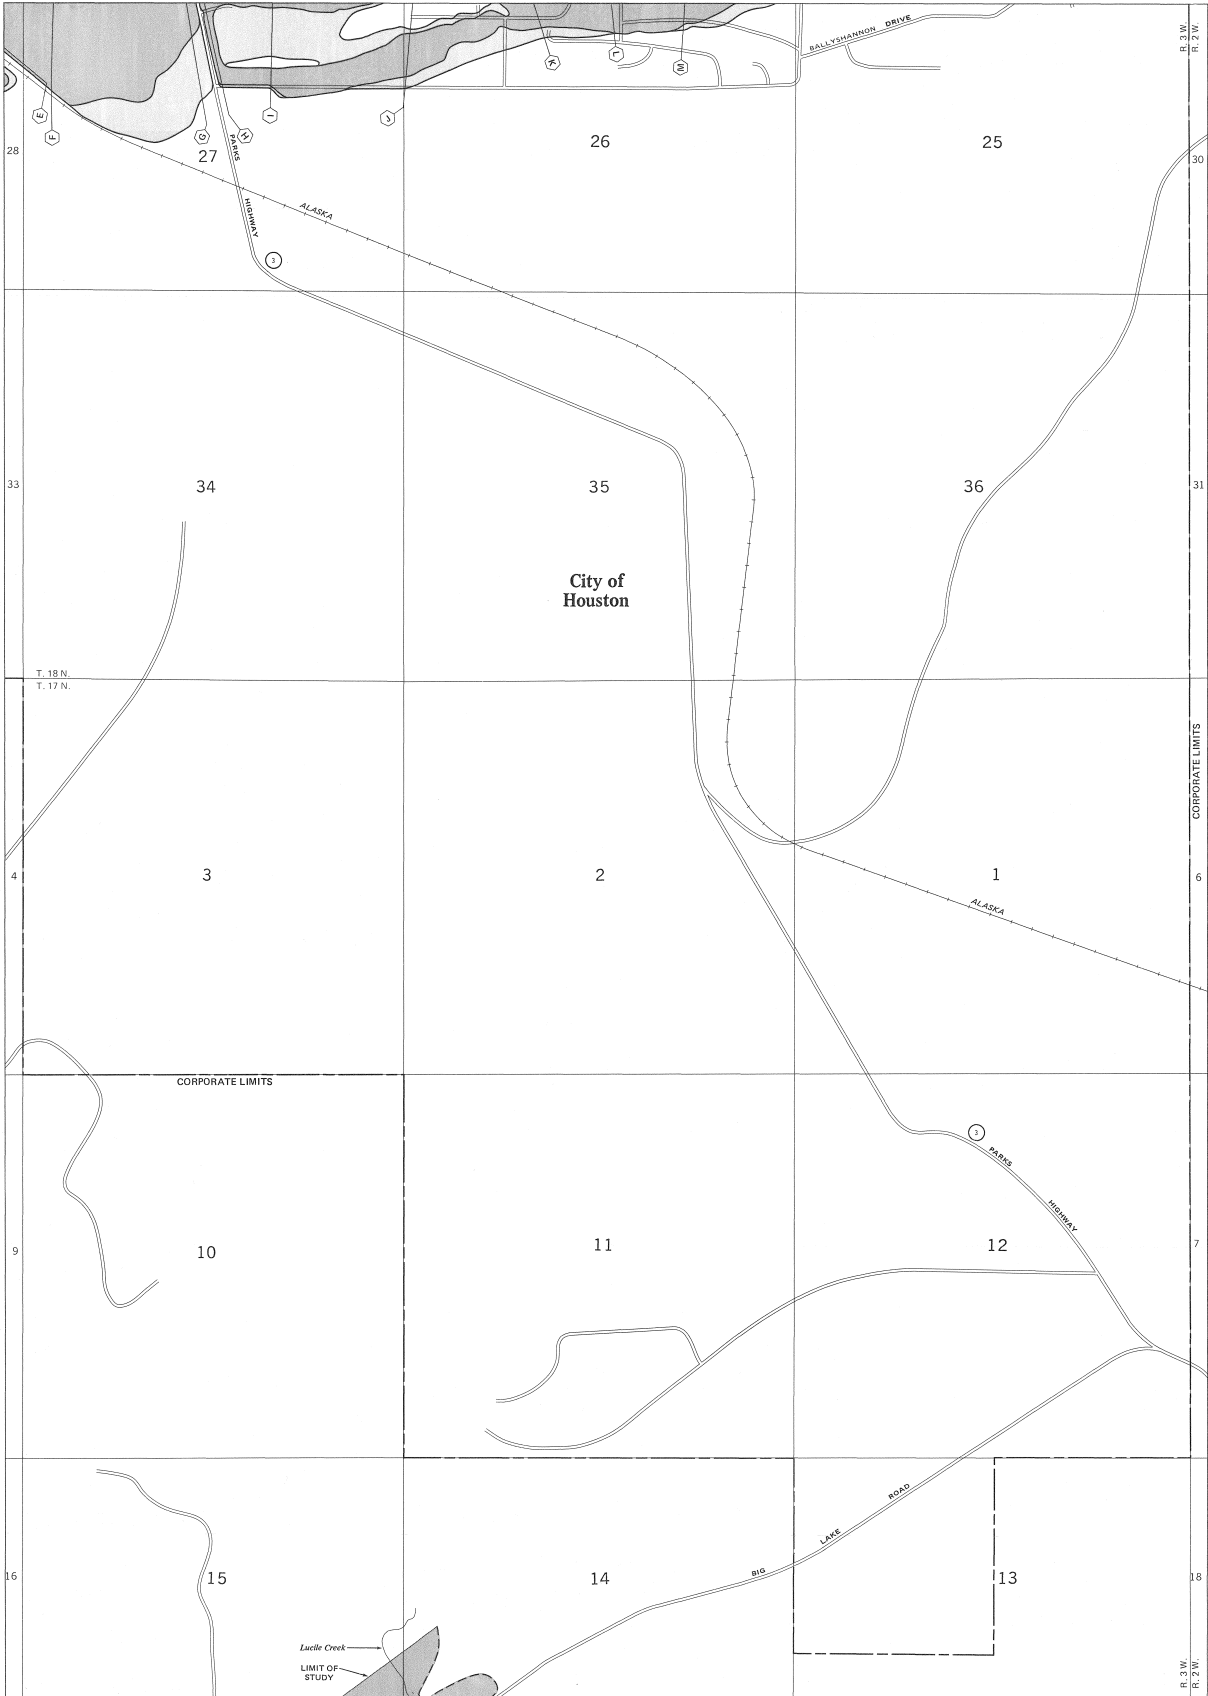 BALLYSHANNON DRIVE
R. 3 W.
R. 2 W.
K
L
M
E
F
G
H
I
J
28
27
PARKS
HIGHWAY
26
25
30
ALASKA
3
33
34
35
36
31
City of
Houston
T. 18 N.
T. 17 N.
CORPORATE LIMITS
4
3
2
1
6
ALASKA
CORPORATE LIMITS
3
PARKS
HIGHWAY
9
10
11
12
7
BIG LAKE ROAD
16
15
14
13
18
Lucile Creek
LIMIT OF
STUDY
R. 3 W.
R. 2 W.